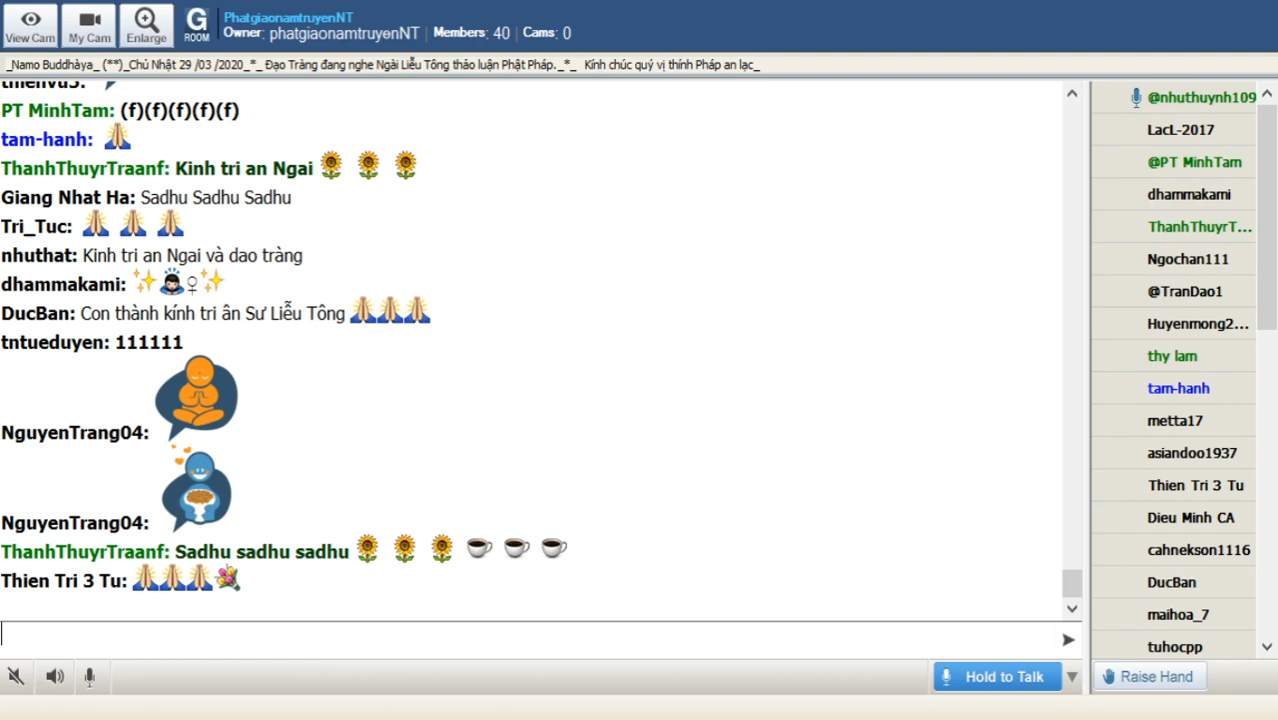 View Cam
My Cam
Enlarge
G
ROOM
PhatgiaonamtruyenNT
Owner: phatgiaonamtruyenNT | Members: 40 | Cams: 0
_Namo Buddhàya_ (**)_Chủ Nhật 29 /03 /2020_*_ Đạo Tràng đang nghe Ngài Liễu Tông thảo luận Phật Pháp._*_ Kính chúc quý vị thính Pháp an lạc_
thienvu5:
PT MinhTam: (f)(f)(f)(f)(f)
tam-hanh:
ThanhThuyrTraanf: Kinh tri an Ngai
Giang Nhat Ha: Sadhu Sadhu Sadhu
Tri_Tuc:
nhuthat: Kinh tri an Ngai và dao tràng
dhammakami:
DucBan: Con thành kính tri ân Sư Liễu Tông
tntueduyen: 111111
NguyenTrang04:
NguyenTrang04:
ThanhThuyrTraanf: Sadhu sadhu sadhu
Thien Tri 3 Tu:
Hold to Talk
@nhuthuynh109
LacL-2017
@PT MinhTam
dhammakami
ThanhThuyrT...
Ngochan111
@TranDao1
Huyenmong2...
thy lam
tam-hanh
metta17
asiandoo1937
Thien Tri 3 Tu
Dieu Minh CA
cahnekson1116
DucBan
maihoa_7
tuhocpp
Raise Hand